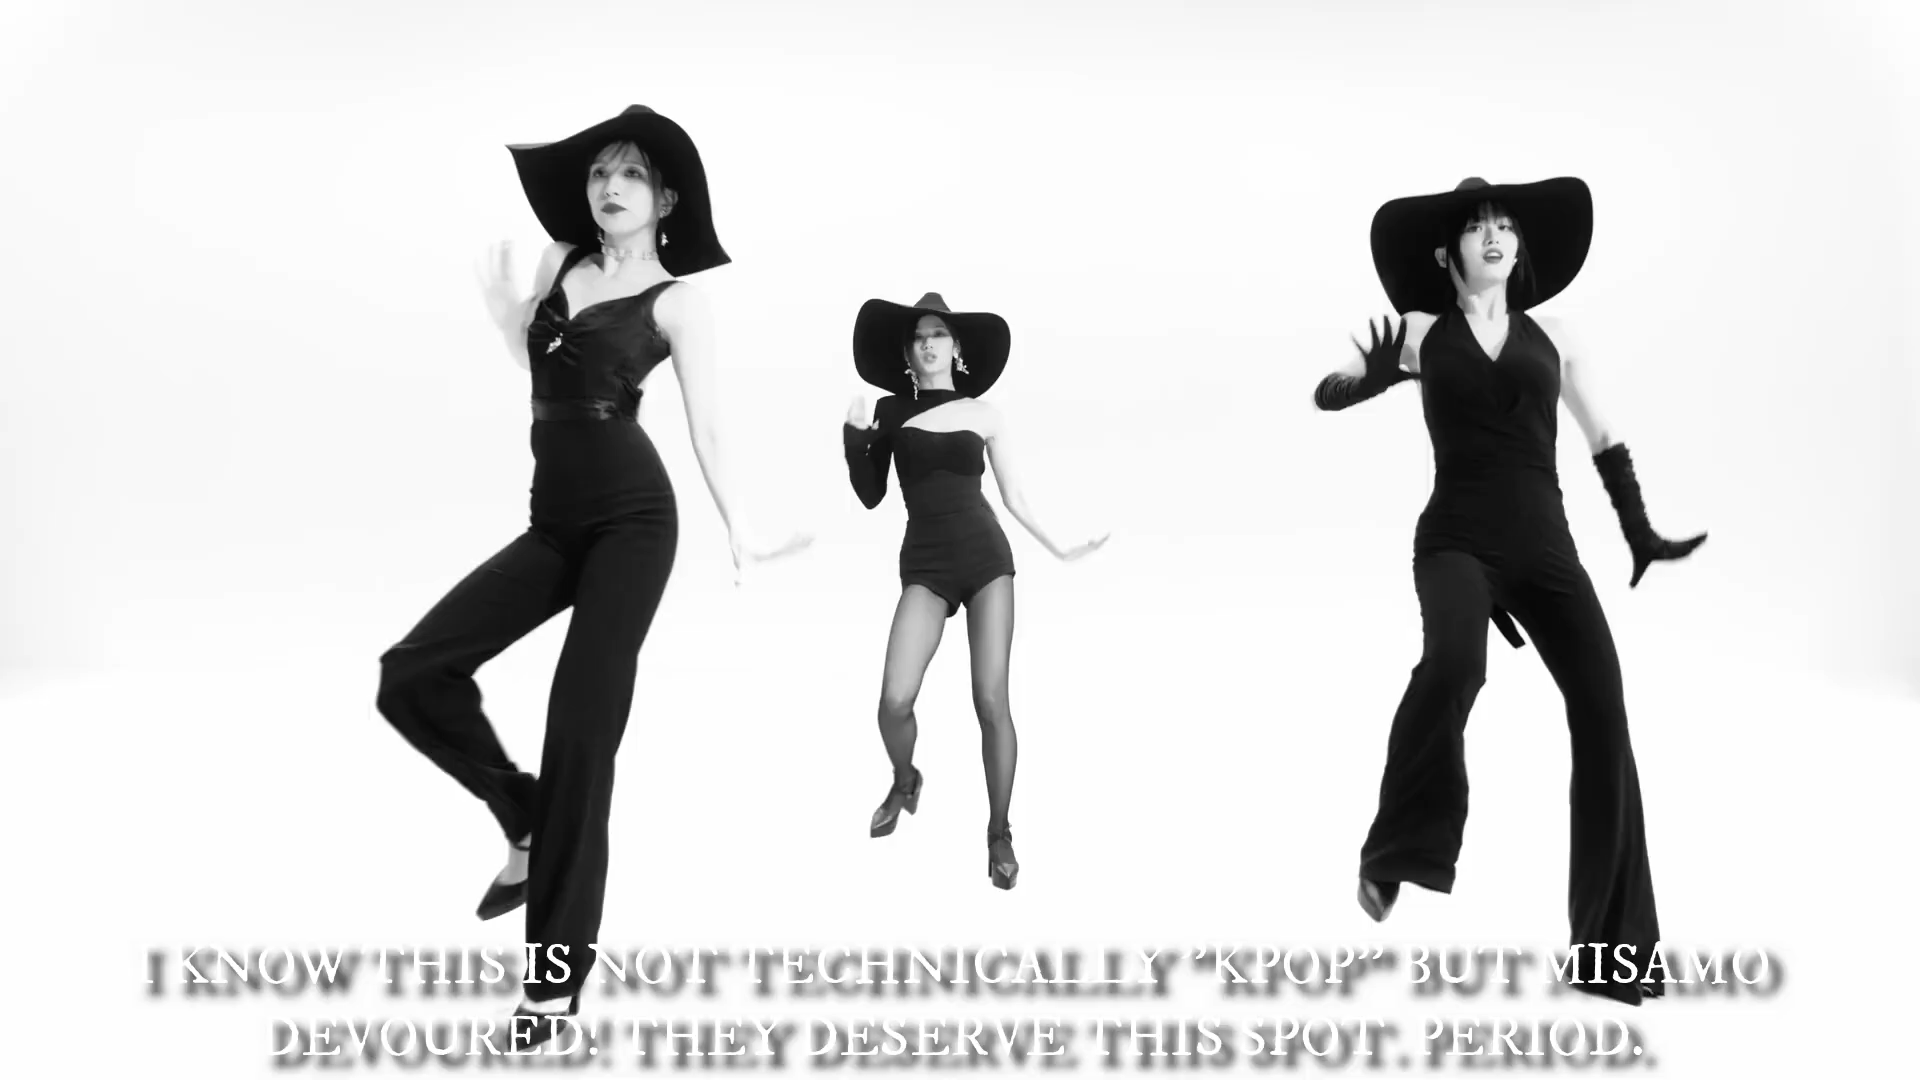 I KNOW THIS IS NOT TECHNICALLY "KPOP" BUT MISAMO
DEVOURED! THEY DESERVE THIS SPOT. PERIOD.